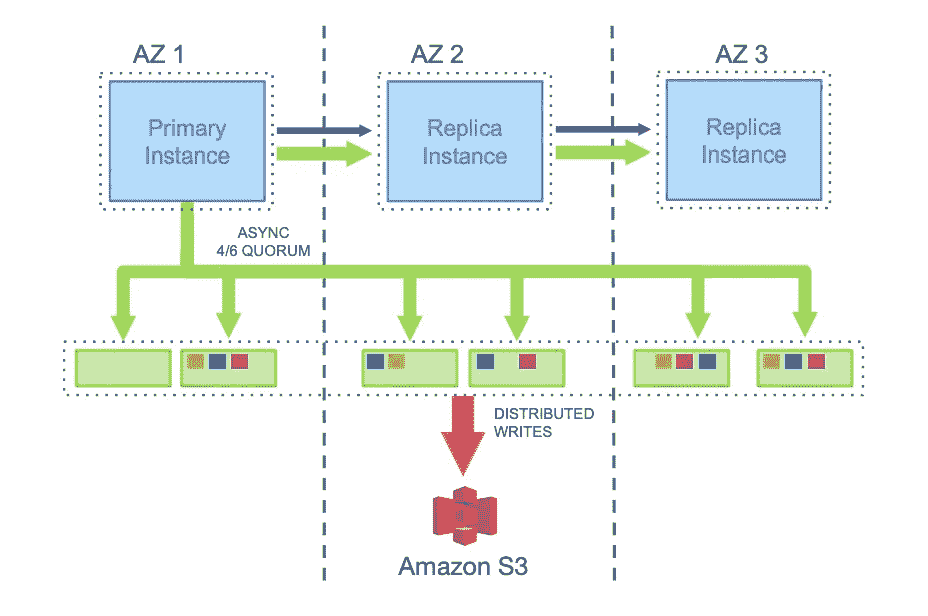 AZ 1
AZ 2
AZ 3
Primary
Instance
Replica
Instance
Replica
Instance
ASYNC
4/6 QUORUM
DISTRIBUTED
WRITES
Amazon S3